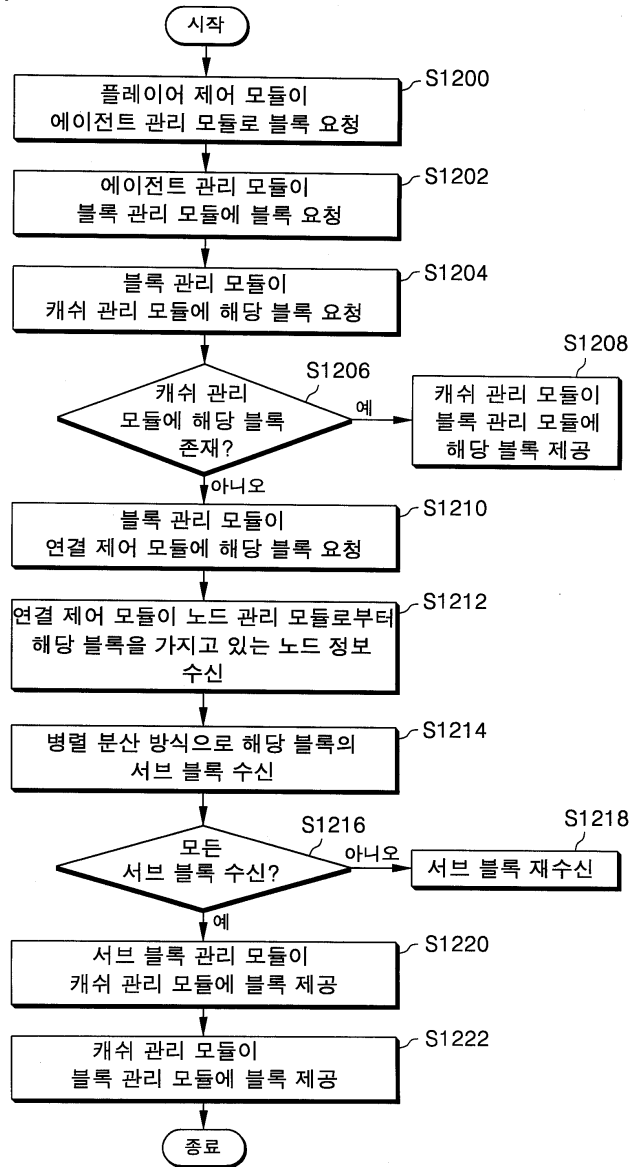 시작
플레이어 제어 모듈이
에이전트 관리 모듈로 블록 요청
S1200
에이전트 관리 모듈이
블록 관리 모듈에 블록 요청
S1202
블록 관리 모듈이
캐쉬 관리 모듈에 해당 블록 요청
S1204
캐쉬 관리
모듈에 해당 블록
존재?
S1206
예
캐쉬 관리 모듈이
블록 관리 모듈에
해당 블록 제공
S1208
아니오
블록 관리 모듈이
연결 제어 모듈에 해당 블록 요청
S1210
연결 제어 모듈이 노드 관리 모듈로부터
해당 블록을 가지고 있는 노드 정보
수신
S1212
병렬 분산 방식으로 해당 블록의
서브 블록 수신
S1214
모든
서브 블록 수신?
S1216
아니오
서브 블록 재수신
S1218
예
서브 블록 관리 모듈이
캐쉬 관리 모듈에 블록 제공
S1220
캐쉬 관리 모듈이
블록 관리 모듈에 블록 제공
S1222
종료